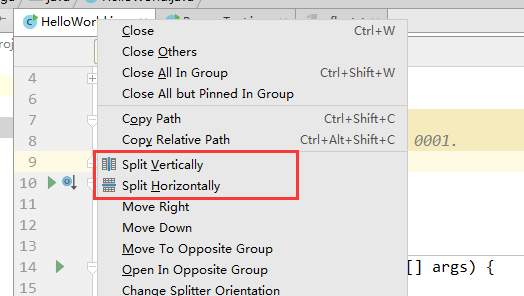 HelloWorld
Close Ctrl+W
Close Others
Close All In Group Ctrl+Shift+W
Close All but Pinned In Group
4
Copy Path Ctrl+Shift+C
7
Copy Relative Path Ctrl+Alt+Shift+C
8 0001.
Split Vertically
9
Split Horizontally
10
Move Right
11
Move Down
12
Move To Opposite Group
13
Open In Opposite Group
14 [] args) {
Change Splitter Orientation